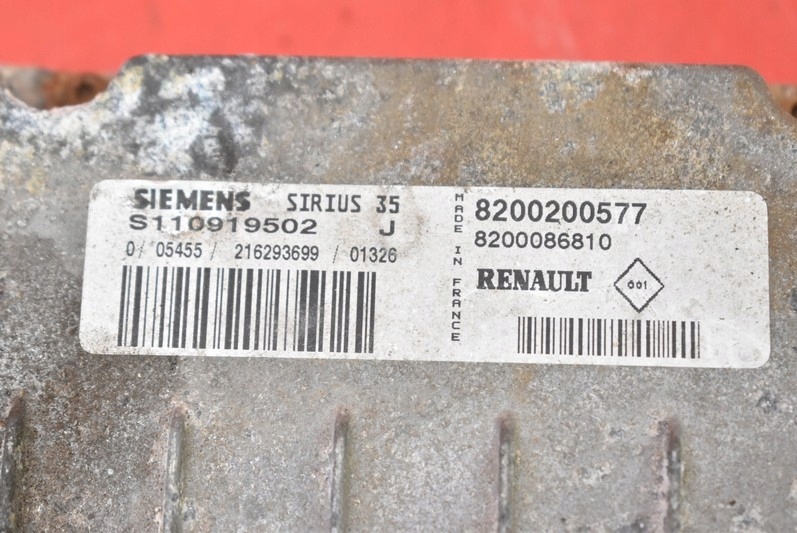 SIEMENS SIRIUS 35
S110919502 J
0 / 05455 / 216293699 / 01326
MADE IN FRANCE
8200200577
8200086810
RENAULT 001